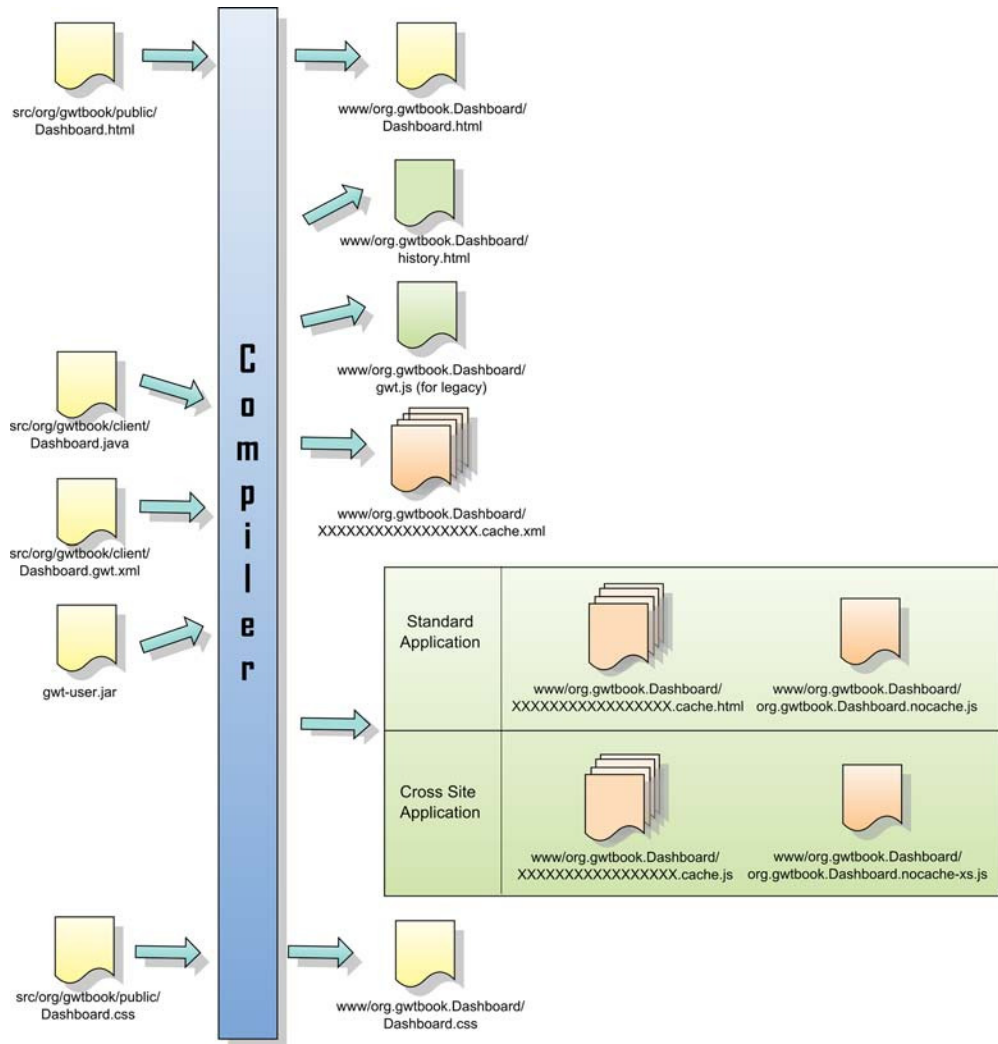 src/org/gwtbook/public/
Dashboard.html
src/org/gwtbook/client/
Dashboard.java
src/org/gwtbook/client/
Dashboard.gwt.xml
gwt-user.jar
src/org/gwtbook/public/
Dashboard.css
Compiler
www/org.gwtbook.Dashboard/
Dashboard.html
www/org.gwtbook.Dashboard/
history.html
www/org.gwtbook.Dashboard/
gwt.js (for legacy)
www/org.gwtbook.Dashboard/
XXXXXXXXXXXXXXXXX.cache.xml
Standard
Application
www/org.gwtbook.Dashboard/
XXXXXXXXXXXXXXXXX.cache.html
www/org.gwtbook.Dashboard/
org.gwtbook.Dashboard.nocache.js
Cross Site
Application
www/org.gwtbook.Dashboard/
XXXXXXXXXXXXXXXXX.cache.js
www/org.gwtbook.Dashboard/
org.gwtbook.Dashboard.nocache-xs.js
www/org.gwtbook.Dashboard/
Dashboard.css